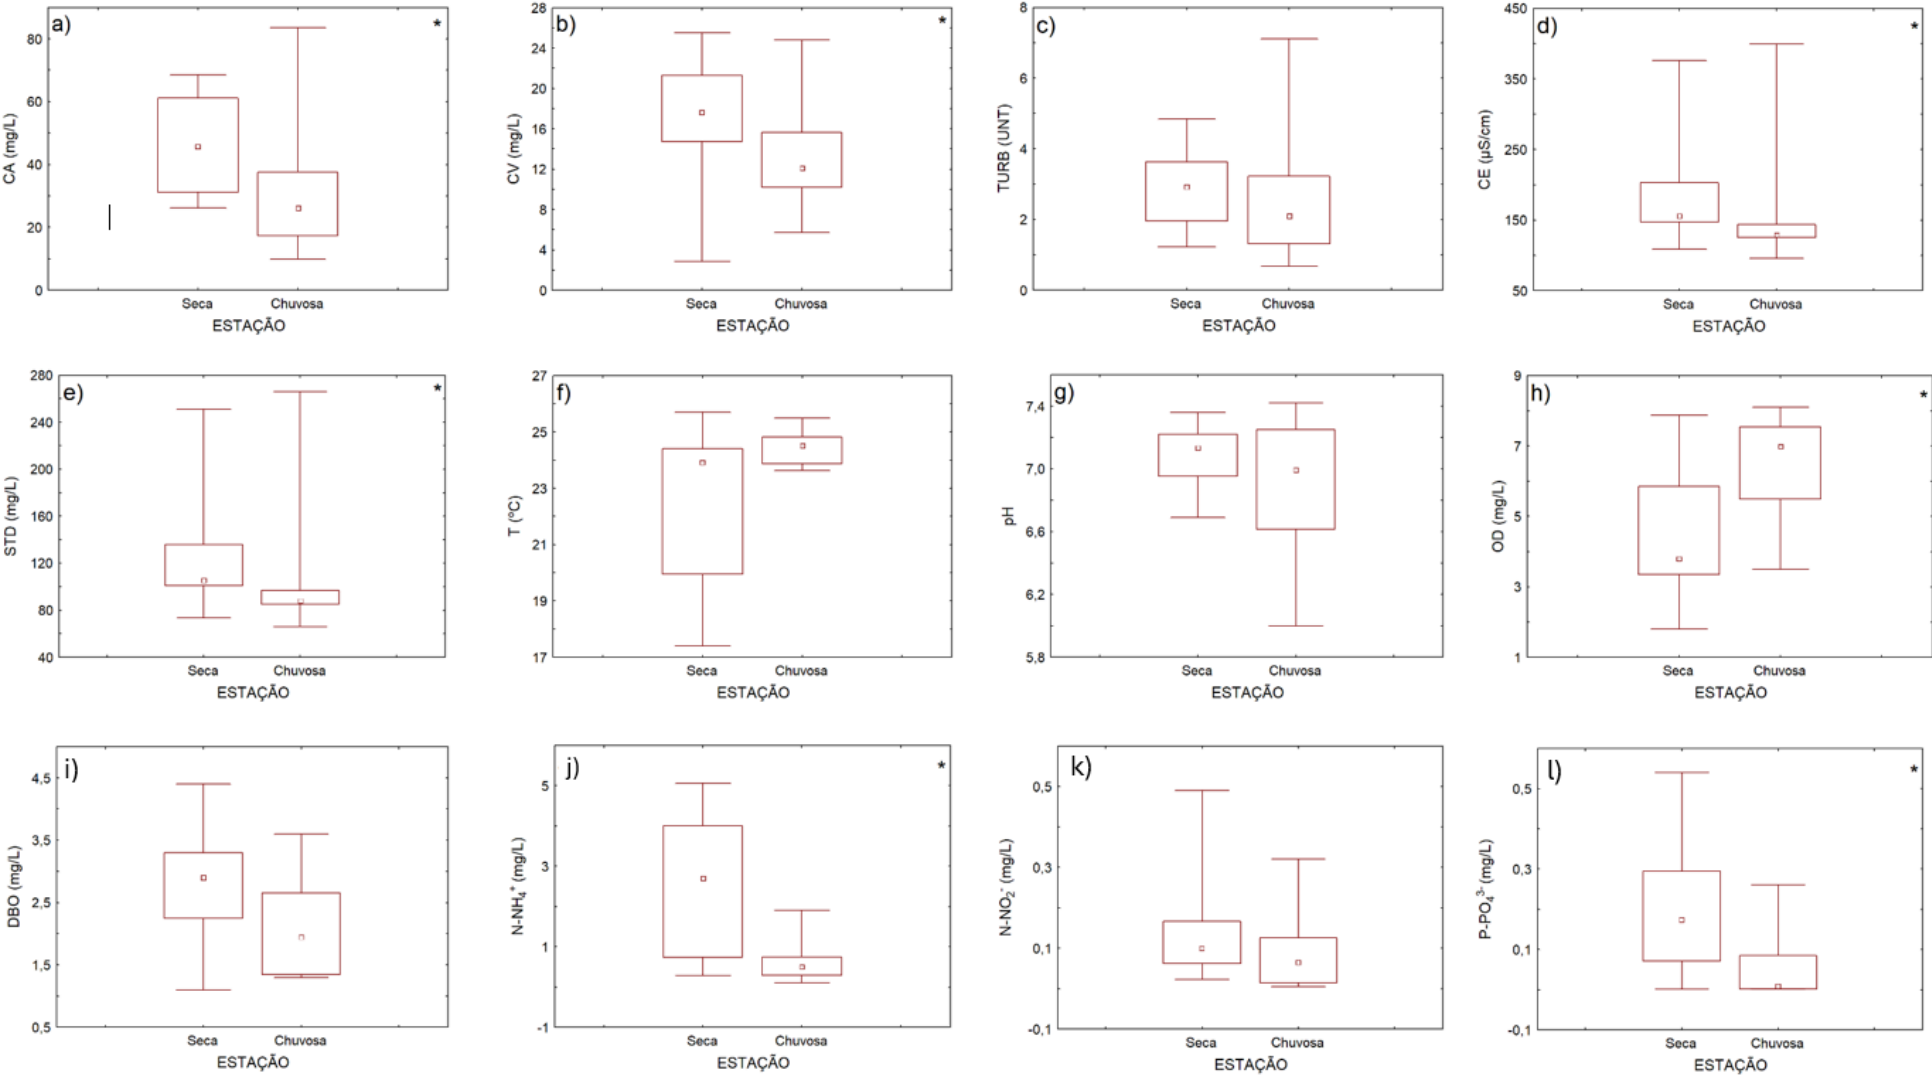 a)
*
CA (mg/L)
80
60
40
20
0
Seca Chuvosa
ESTAÇÃO
b)
*
CV (mg/L)
28
24
20
16
12
8
4
0
Seca Chuvosa
ESTAÇÃO
c)
TURB (UNT)
8
6
4
2
0
Seca Chuvosa
ESTAÇÃO
d)
*
CE (µS/cm)
450
350
250
150
50
Seca Chuvosa
ESTAÇÃO
e)
*
STD (mg/L)
280
240
200
160
120
80
40
Seca Chuvosa
ESTAÇÃO
f)
T (ºC)
27
25
23
21
19
17
Seca Chuvosa
ESTAÇÃO
g)
pH
7,4
7,0
6,6
6,2
5,8
Seca Chuvosa
ESTAÇÃO
h)
*
OD (mg/L)
9
7
5
3
1
Seca Chuvosa
ESTAÇÃO
i)
DBO (mg/L)
4,5
3,5
2,5
1,5
0,5
Seca Chuvosa
ESTAÇÃO
j)
*
N-NH₄⁺ (mg/L)
5
3
1
-1
Seca Chuvosa
ESTAÇÃO
k)
N-NO₂⁻ (mg/L)
0,5
0,3
0,1
-0,1
Seca Chuvosa
ESTAÇÃO
l)
*
P-PO₄³⁻ (mg/L)
0,5
0,3
0,1
-0,1
Seca Chuvosa
ESTAÇÃO